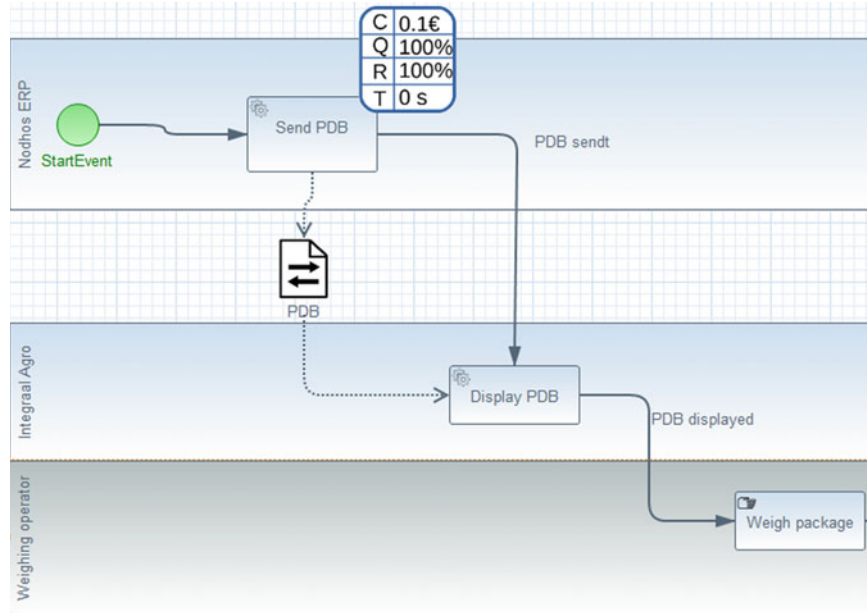 C 0.1€
Q 100%
R 100%
T 0 s
Nodhos ERP
StartEvent
Send PDB
PDB sendt
PDB
Integraal Agro
Display PDB
PDB displayed
Weighing operator
Weigh package